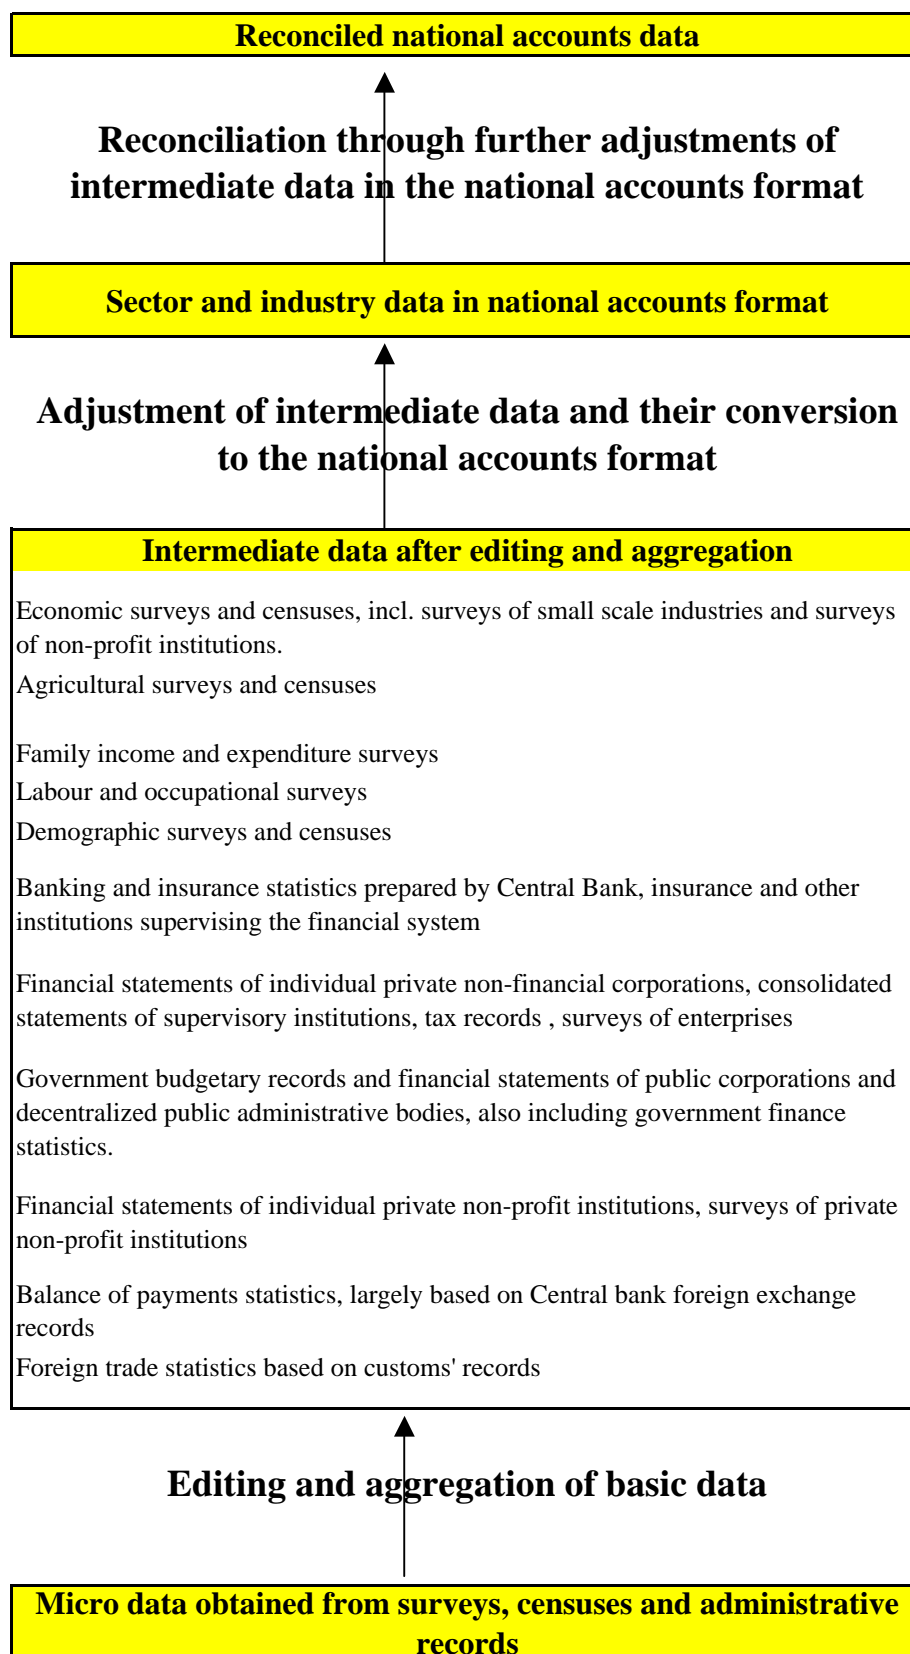 Reconciled national accounts data
Reconciliation through further adjustments of
intermediate data in the national accounts format
Sector and industry data in national accounts format
Adjustment of intermediate data and their conversion
to the national accounts format
Intermediate data after editing and aggregation
Economic surveys and censuses, incl. surveys of small scale industries and surveys
of non-profit institutions.
Agricultural surveys and censuses
Family income and expenditure surveys
Labour and occupational surveys
Demographic surveys and censuses
Banking and insurance statistics prepared by Central Bank, insurance and other
institutions supervising the financial system
Financial statements of individual private non-financial corporations, consolidated
statements of supervisory institutions, tax records , surveys of enterprises
Government budgetary records and financial statements of public corporations and
decentralized public administrative bodies, also including government finance
statistics.
Financial statements of individual private non-profit institutions, surveys of private
non-profit institutions
Balance of payments statistics, largely based on Central bank foreign exchange
records
Foreign trade statistics based on customs' records
Editing and aggregation of basic data
Micro data obtained from surveys, censuses and administrative
records